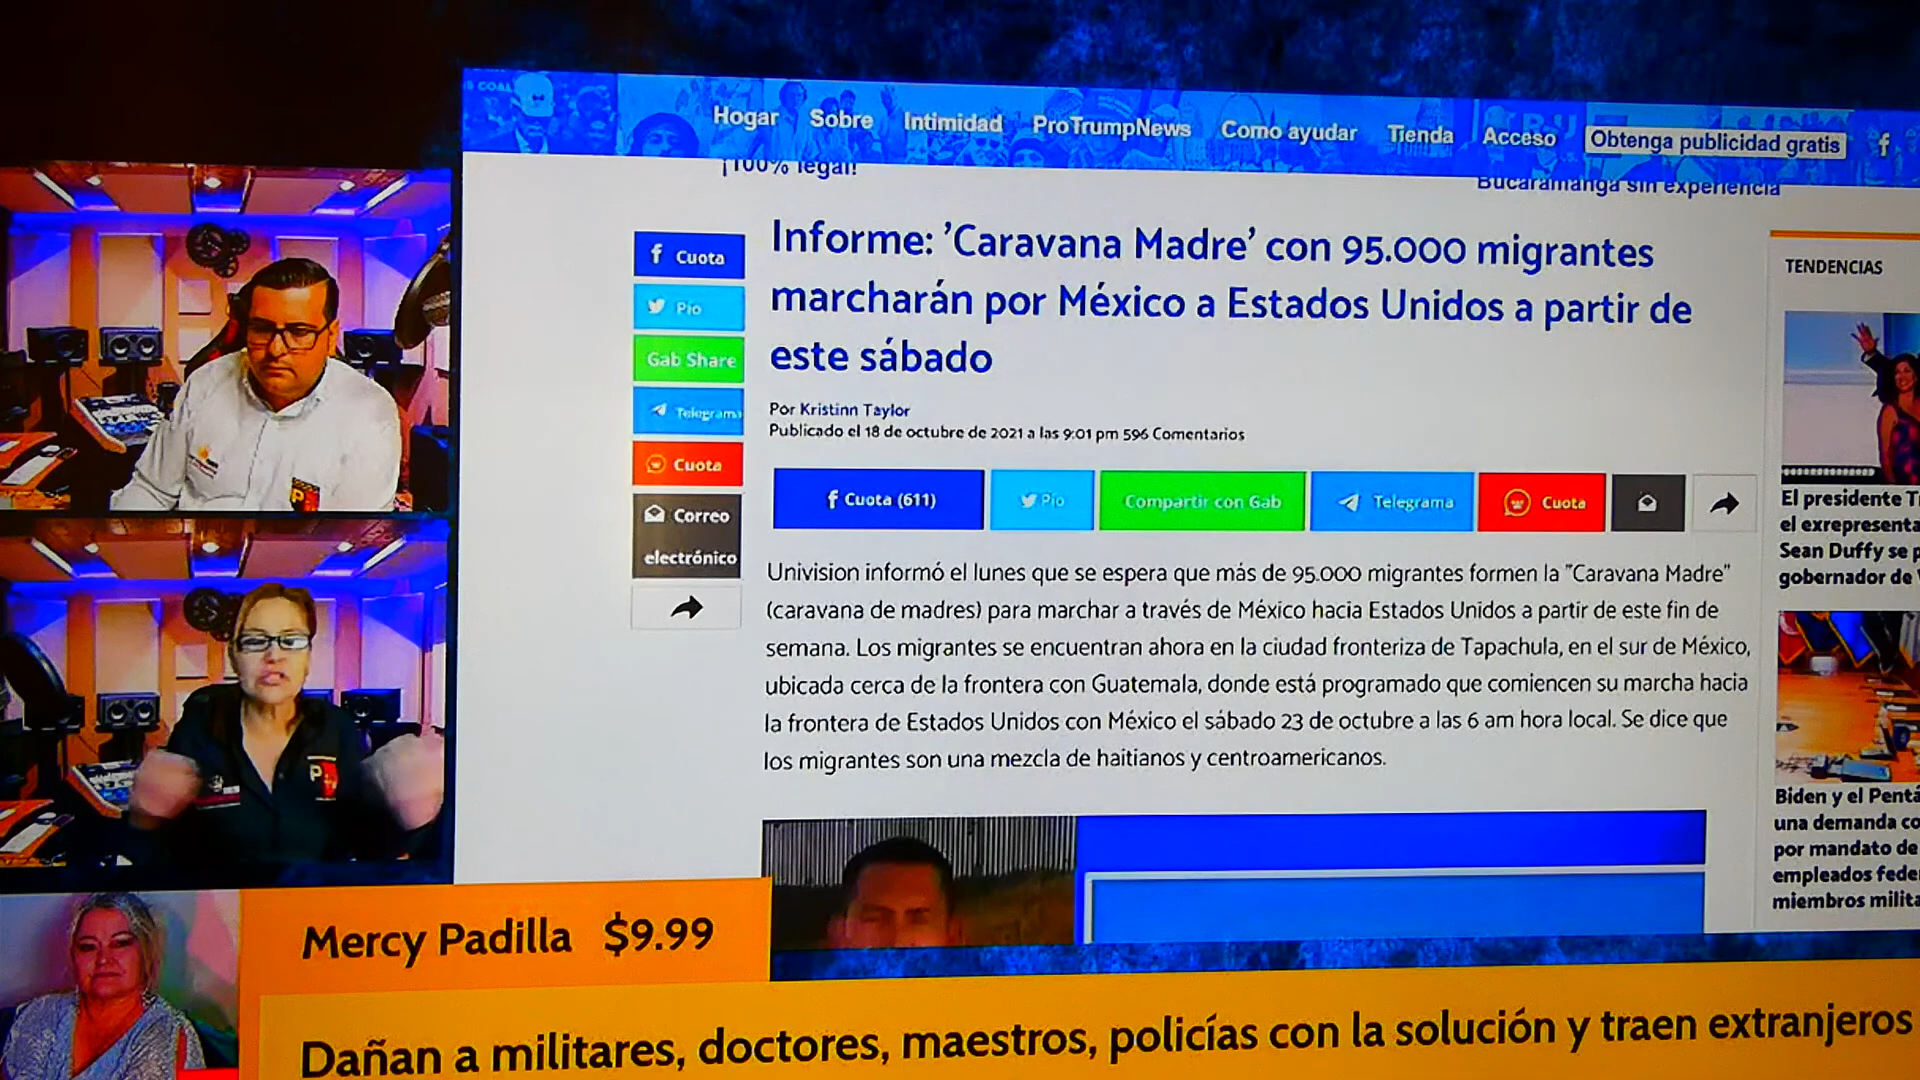 Hogar Sobre Intimidad ProTrumpNews Como ayudar Tienda Acceso Obtenga publicidad gratis f
¡100% legal!
Bucaramanga sin experiencia
Informe: 'Caravana Madre' con 95.000 migrantes
marcharán por México a Estados Unidos a partir de
este sábado
Por Kristinn Taylor
Publicado el 18 de octubre de 2021 a las 9:01 pm 596 Comentarios
f Cuota
Pío
Gab Share
Telegrama
Cuota
Correo
electrónico
f Cuota (611) Pío Compartir con Gab Telegrama Cuota
Univision informó el lunes que se espera que más de 95.000 migrantes formen la "Caravana Madre"
(caravana de madres) para marchar a través de México hacia Estados Unidos a partir de este fin de
semana. Los migrantes se encuentran ahora en la ciudad fronteriza de Tapachula, en el sur de México,
ubicada cerca de la frontera con Guatemala, donde está programado que comiencen su marcha hacia
la frontera de Estados Unidos con México el sábado 23 de octubre a las 6 am hora local. Se dice que
los migrantes son una mezcla de haitianos y centroamericanos.
TENDENCIAS
El presidente T
el exrepresenta
Sean Duffy se p
gobernador de
Biden y el Pentá
una demanda co
por mandato de
empleados fede
miembros milita
P
P
Mercy Padilla $9.99
Dañan a militares, doctores, maestros, policías con la solución y traen extranjeros